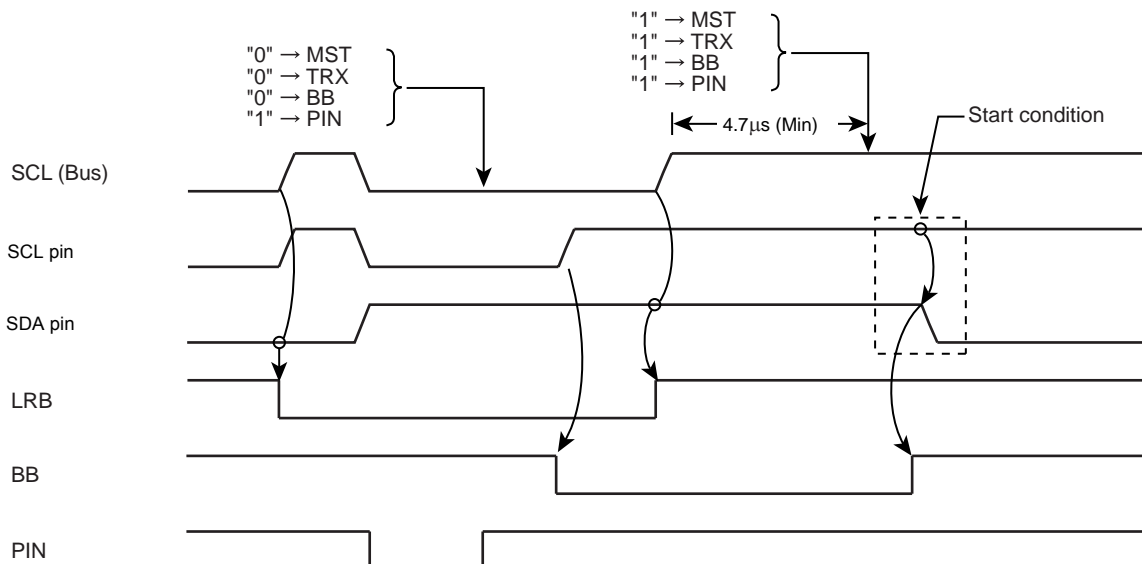 "0" → MST
"0" → TRX
"0" → BB
"1" → PIN
"1" → MST
"1" → TRX
"1" → BB
"1" → PIN
4.7μs (Min)
Start condition
SCL (Bus)
SCL pin
SDA pin
LRB
BB
PIN